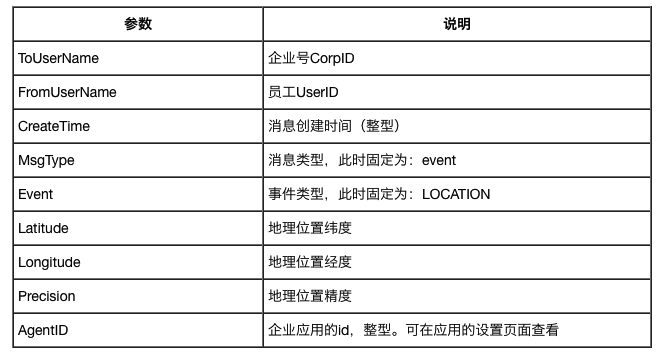 参数 说明
ToUserName 企业号CorpID
FromUserName 员工UserID
CreateTime 消息创建时间（整型）
MsgType 消息类型，此时固定为：event
Event 事件类型，此时固定为：LOCATION
Latitude 地理位置纬度
Longitude 地理位置经度
Precision 地理位置精度
AgentID 企业应用的id，整型。可在应用的设置页面查看